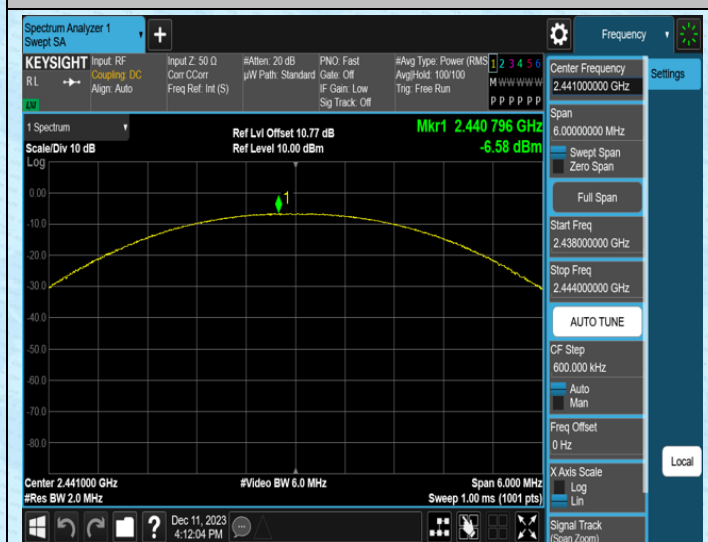 Spectrum Analyzer 1
Swept SA
+
Frequency
KEYSIGHT
RL
LXI
Input: RF
Coupling: DC
Align: Auto
Input Z: 50 Ω
Corr CCorr
Freq Ref: Int (S)
#Atten: 20 dB
µW Path: Standard
PNO: Fast
Gate: Off
IF Gain: Low
Sig Track: Off
#Avg Type: Power (RMS
Avg|Hold: 100/100
Trig: Free Run
1 2 3 4 5 6
M W W W W W
P P P P P P
1 Spectrum
Scale/Div 10 dB
Log
Ref Lvl Offset 10.77 dB
Ref Level 10.00 dBm
Mkr1 2.440 796 GHz
-6.58 dBm
1
0.00
-10.0
-20.0
-30.0
-40.0
-50.0
-60.0
-70.0
-80.0
Center 2.441000 GHz
#Res BW 2.0 MHz
#Video BW 6.0 MHz
Span 6.000 MHz
Sweep 1.00 ms (1001 pts)
?
Dec 11, 2023
4:12:04 PM
Center Frequency
2.441000000 GHz
Settings
Span
6.00000000 MHz
Swept Span
Zero Span
Full Span
Start Freq
2.438000000 GHz
Stop Freq
2.444000000 GHz
AUTO TUNE
CF Step
600.000 kHz
Auto
Man
Freq Offset
0 Hz
X Axis Scale
Log
Lin
Local
Signal Track
(Span Zoom)